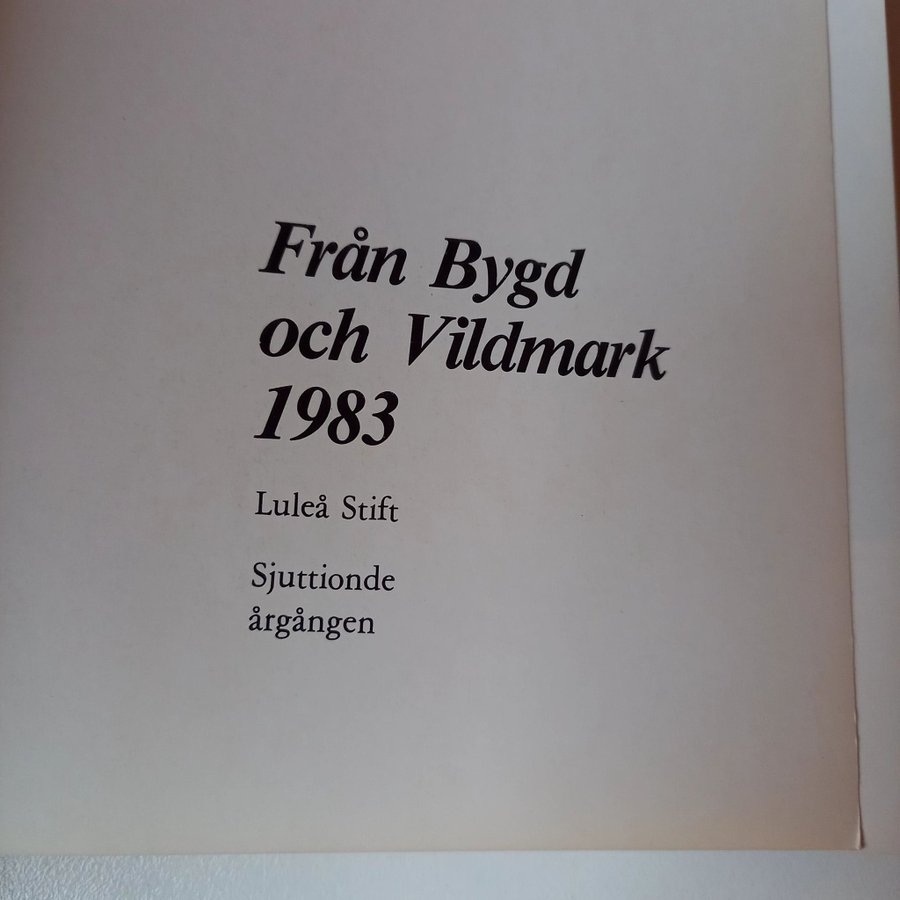 Från Bygd
och Vildmark
1983
Luleå Stift
Sjuttionde
årgången